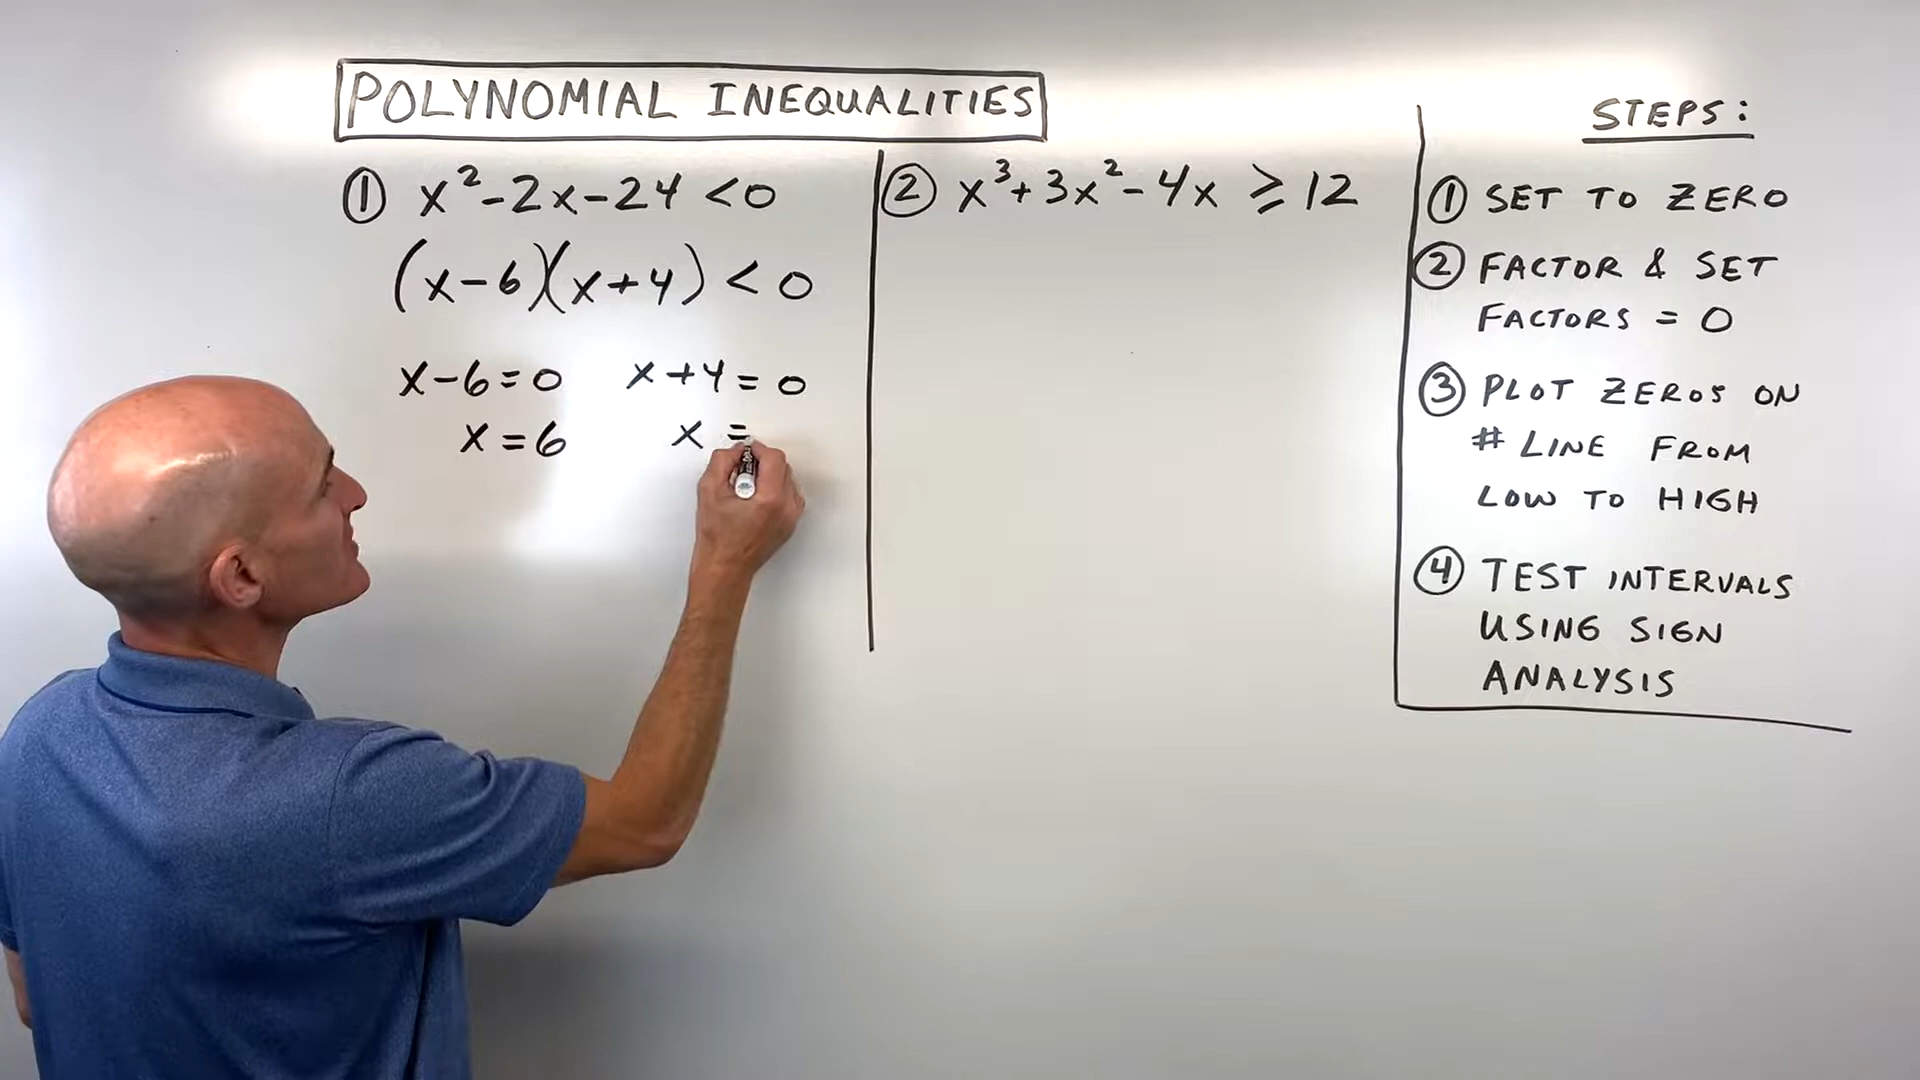 POLYNOMIAL INEQUALITIES
① x² - 2x - 24 < 0
(x - 6)(x + 4) < 0
x - 6 = 0 x + 4 = 0
x = 6 x =
② x³ + 3x² - 4x ≥ 12
STEPS:
① SET TO ZERO
② FACTOR & SET
FACTORS = 0
③ PLOT ZEROS ON
# LINE FROM
LOW TO HIGH
④ TEST INTERVALS
USING SIGN
ANALYSIS